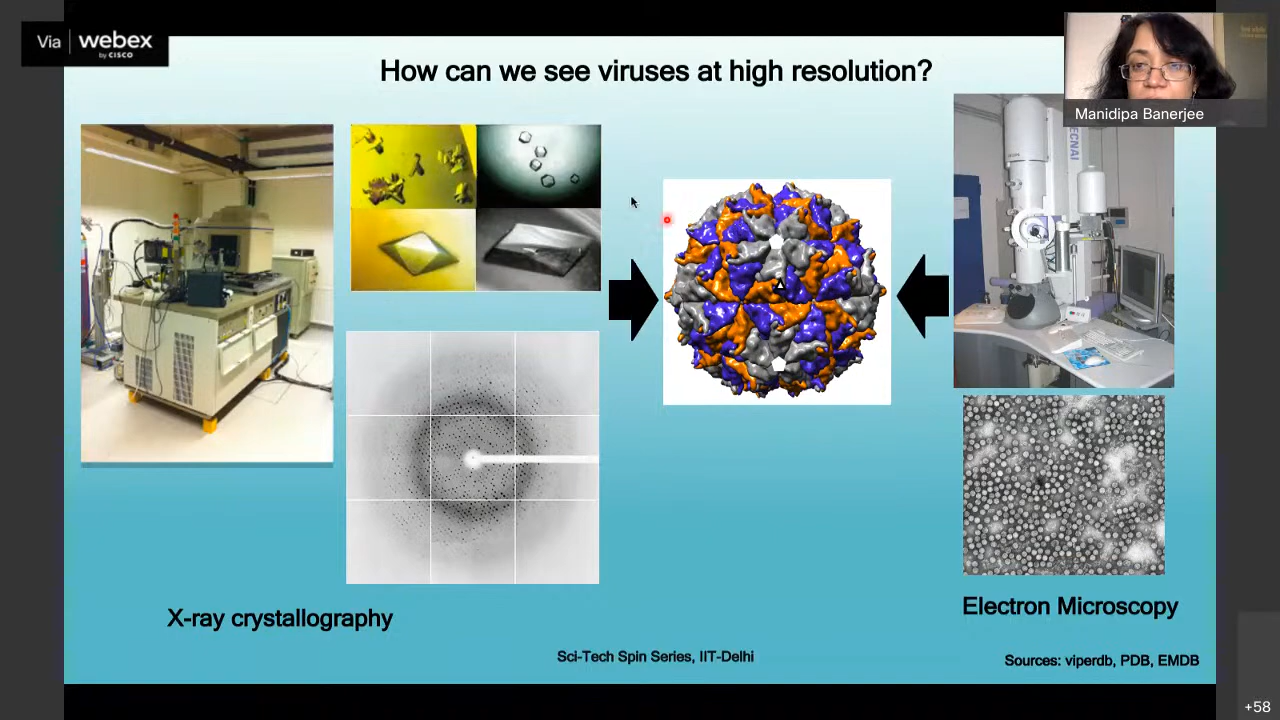 Via webex
by CISCO
How can we see viruses at high resolution?
Manidipa Banerjee
TECNAI
X-ray crystallography
Electron Microscopy
Sci-Tech Spin Series, IIT-Delhi
Sources: viperdb, PDB, EMDB
+58